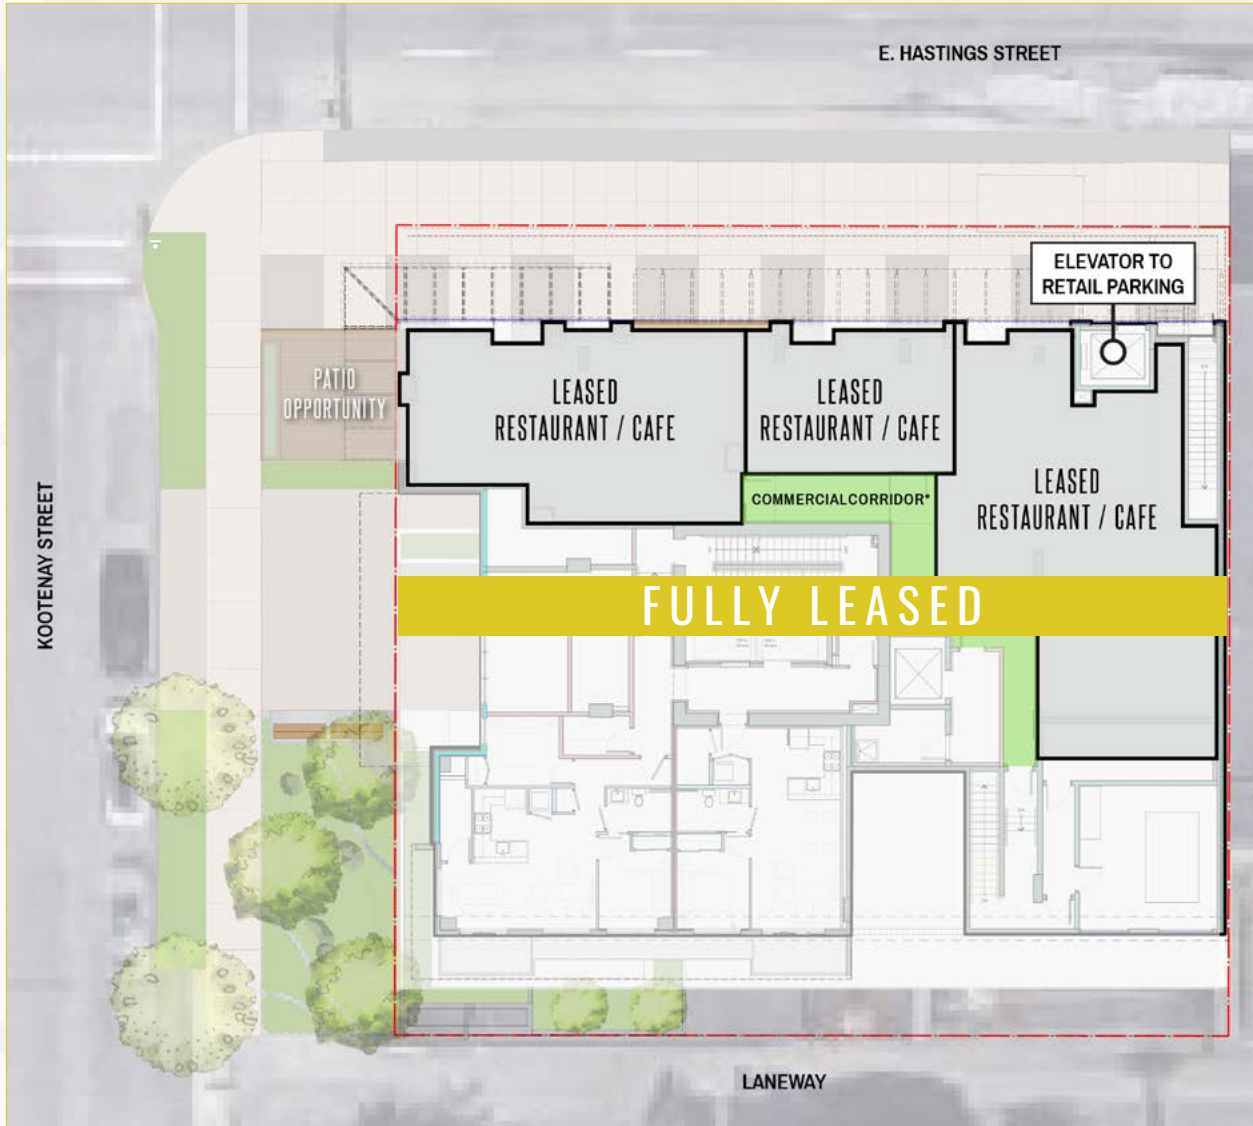 E. HASTINGS STREET
ELEVATOR TO
RETAIL PARKING
PATIO
OPPORTUNITY
LEASED
RESTAURANT / CAFE
LEASED
RESTAURANT / CAFE
LEASED
RESTAURANT / CAFE
COMMERCIALCORRIDOR*
KOOTENAY STREET
FULLY LEASED
LANEWAY